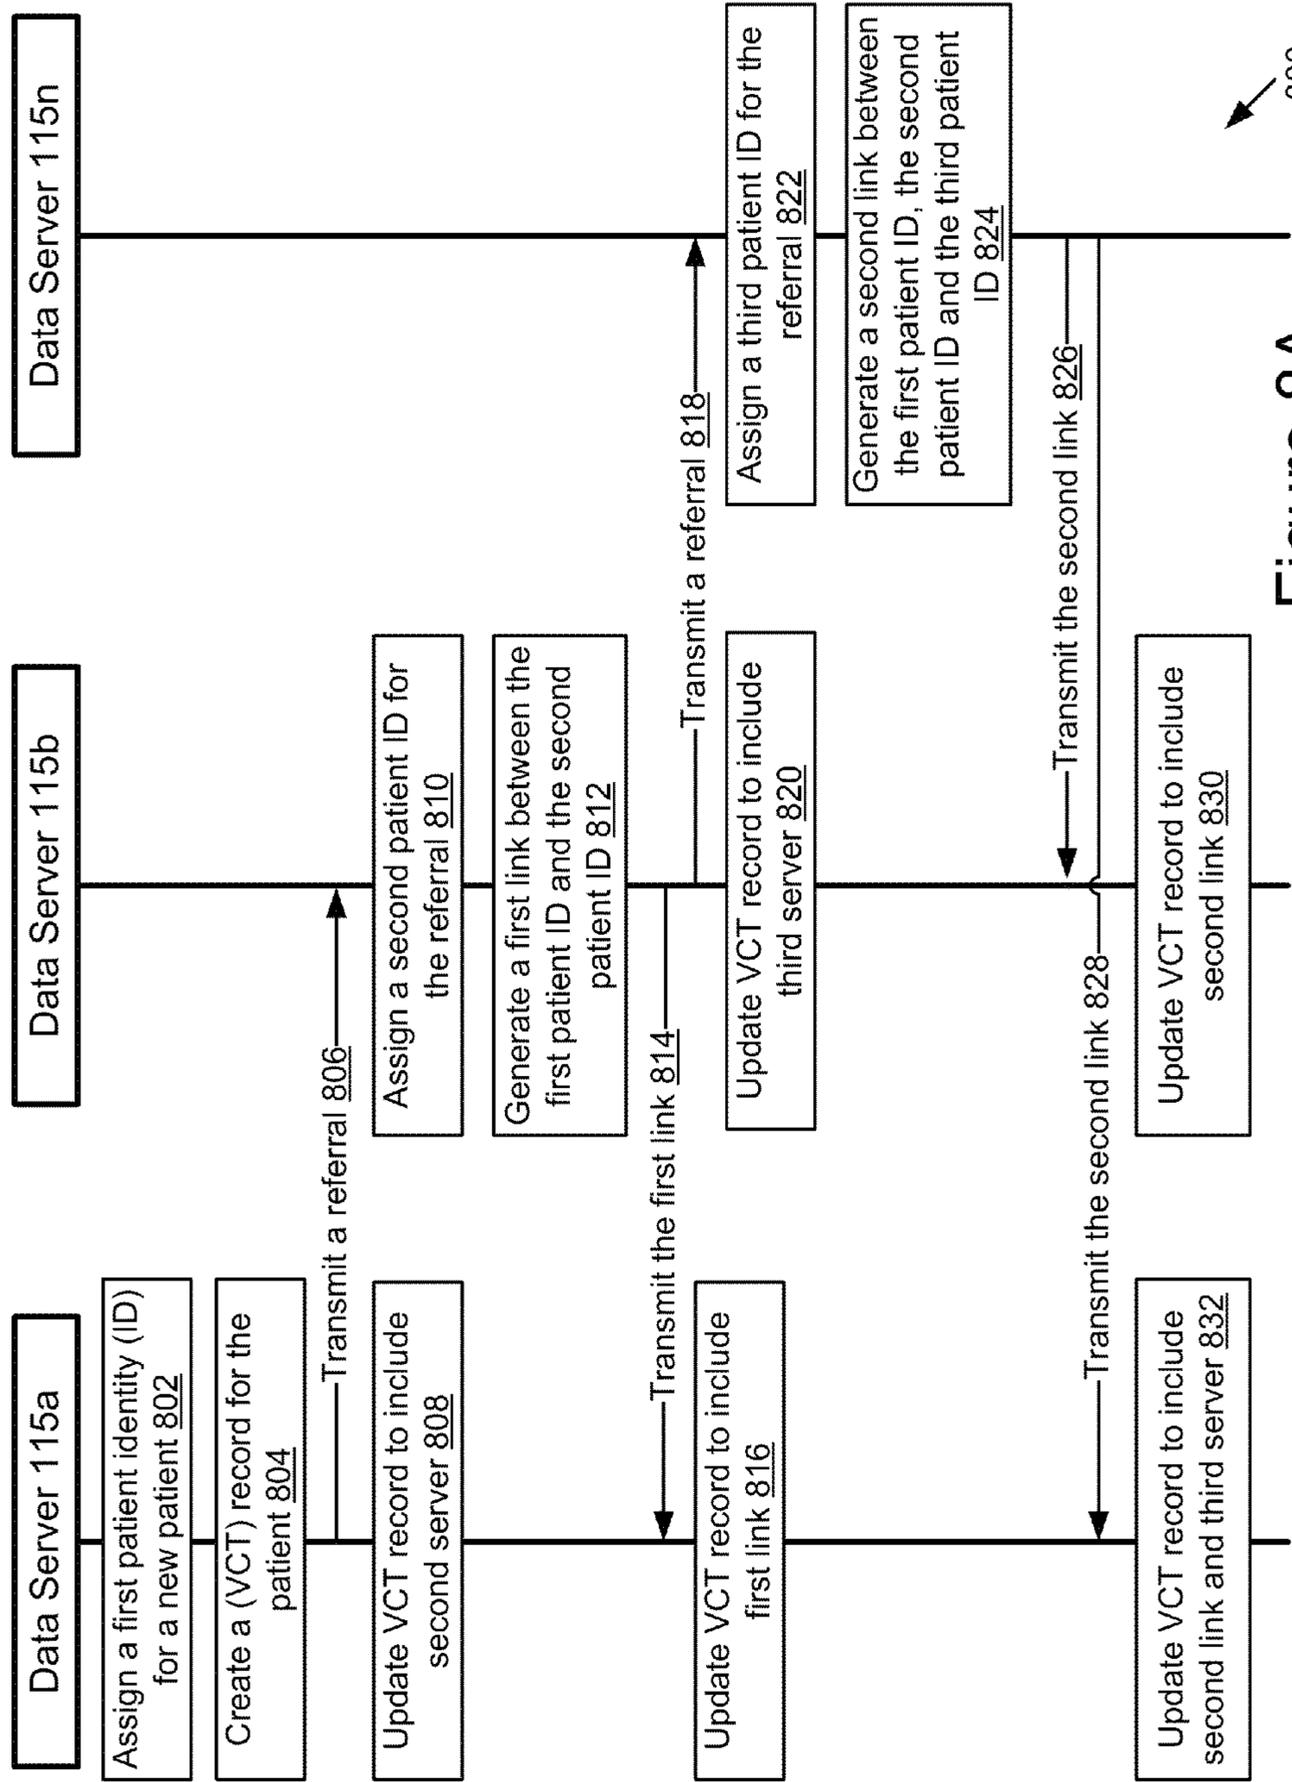 Data Server 115a
Data Server 115b
Data Server 115n
Assign a first patient identity (ID)
for a new patient 802
Create a (VCT) record for the
patient 804
Transmit a referral 806
Update VCT record to include
second server 808
Assign a second patient ID for
the referral 810
Generate a first link between the
first patient ID and the second
patient ID 812
Transmit the first link 814
Update VCT record to include
first link 816
Transmit a referral 818
Update VCT record to include
third server 820
Assign a third patient ID for the
referral 822
Generate a second link between
the first patient ID, the second
patient ID and the third patient
ID 824
Transmit the second link 826
Transmit the second link 828
Update VCT record to include
second link 830
Update VCT record to include
second link and third server 832